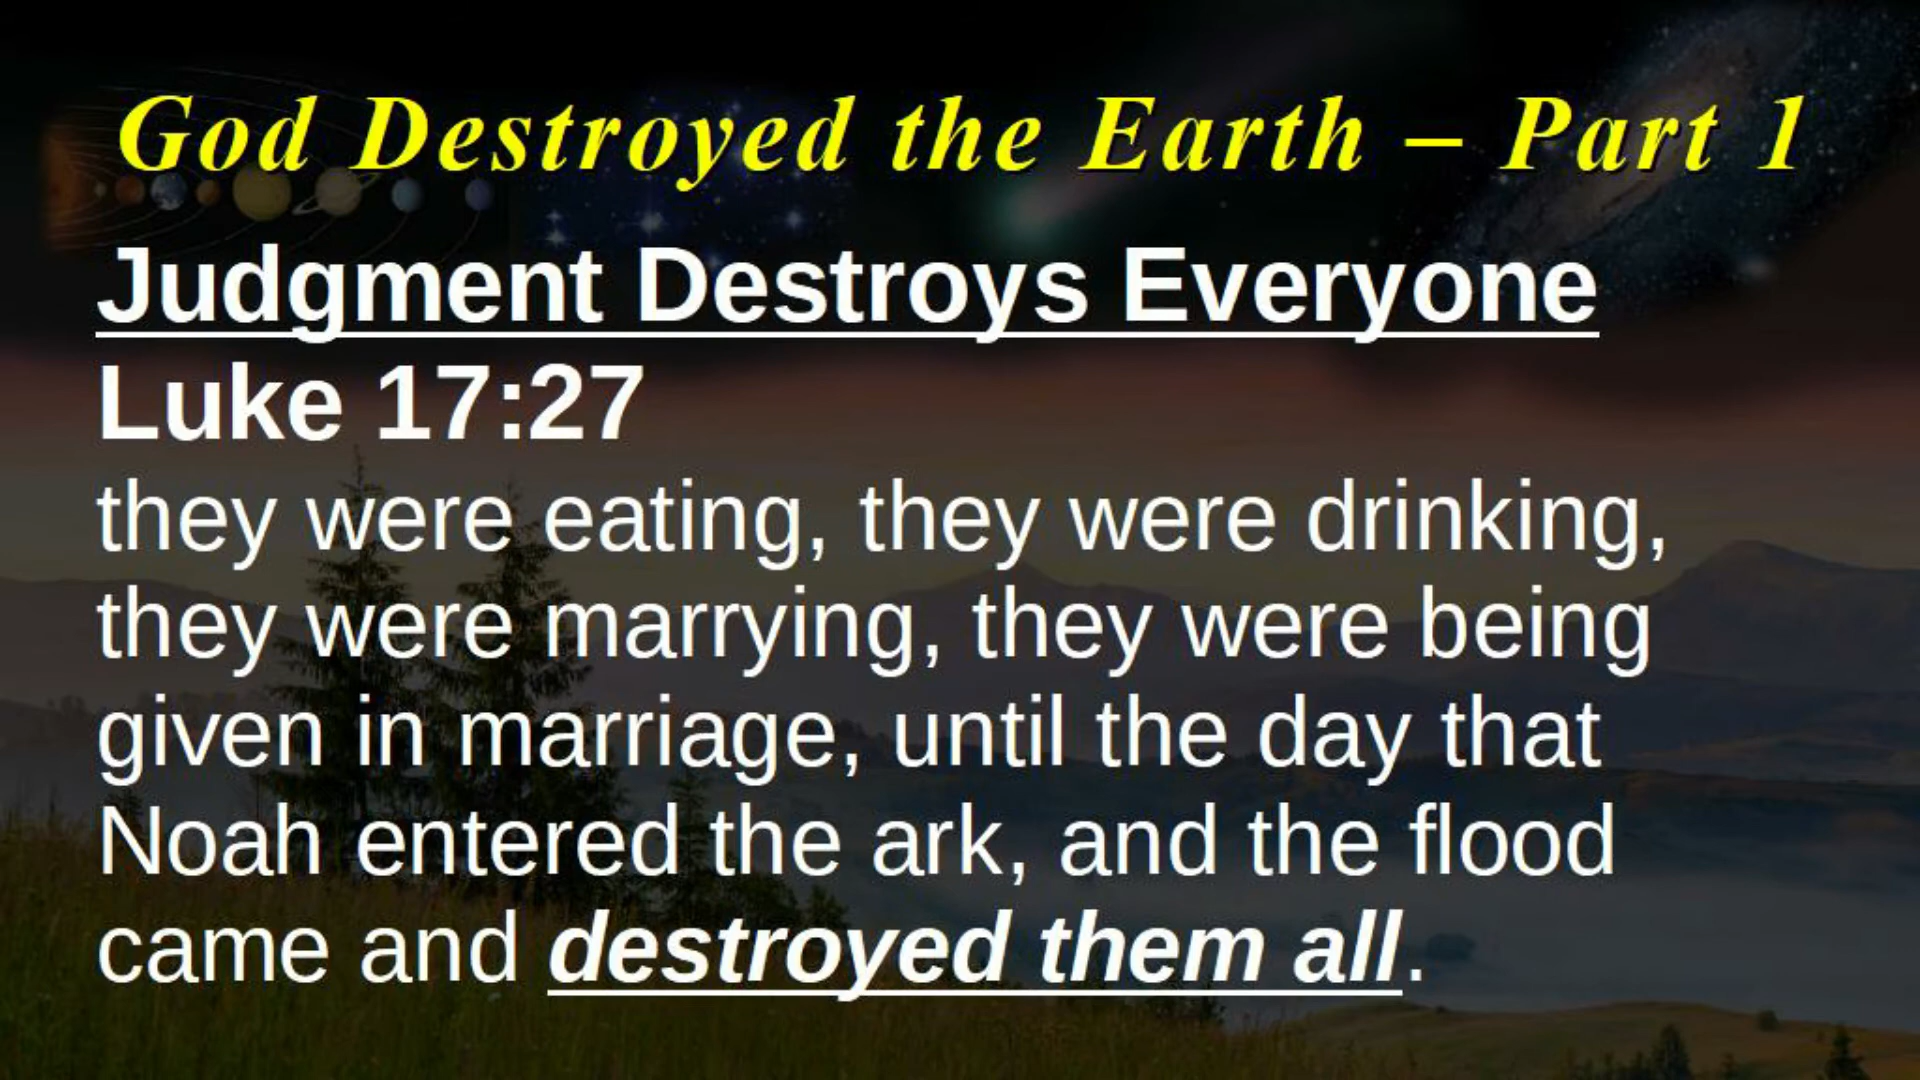 God Destroyed the Earth – Part 1
Judgment Destroys Everyone
Luke 17:27
they were eating, they were drinking,
they were marrying, they were being
given in marriage, until the day that
Noah entered the ark, and the flood
came and destroyed them all.